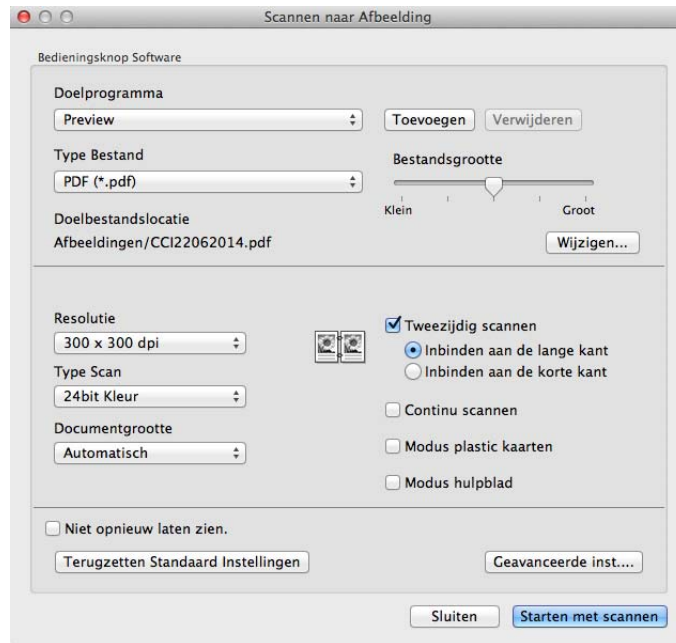 Scannen naar Afbeelding
Bedieningsknop Software
Doelprogramma
Preview
Toevoegen
Verwijderen
Type Bestand
PDF (*.pdf)
Bestandsgrootte
Klein
Groot
Doelbestandslocatie
Afbeeldingen/CCI22062014.pdf
Wijzigen...
Resolutie
300 x 300 dpi
Type Scan
24bit Kleur
Documentgrootte
Automatisch
Tweezijdig scannen
Inbinden aan de lange kant
Inbinden aan de korte kant
Continu scannen
Modus plastic kaarten
Modus hulpblad
Niet opnieuw laten zien.
Terugzetten Standaard Instellingen
Geavanceerde inst....
Sluiten
Starten met scannen